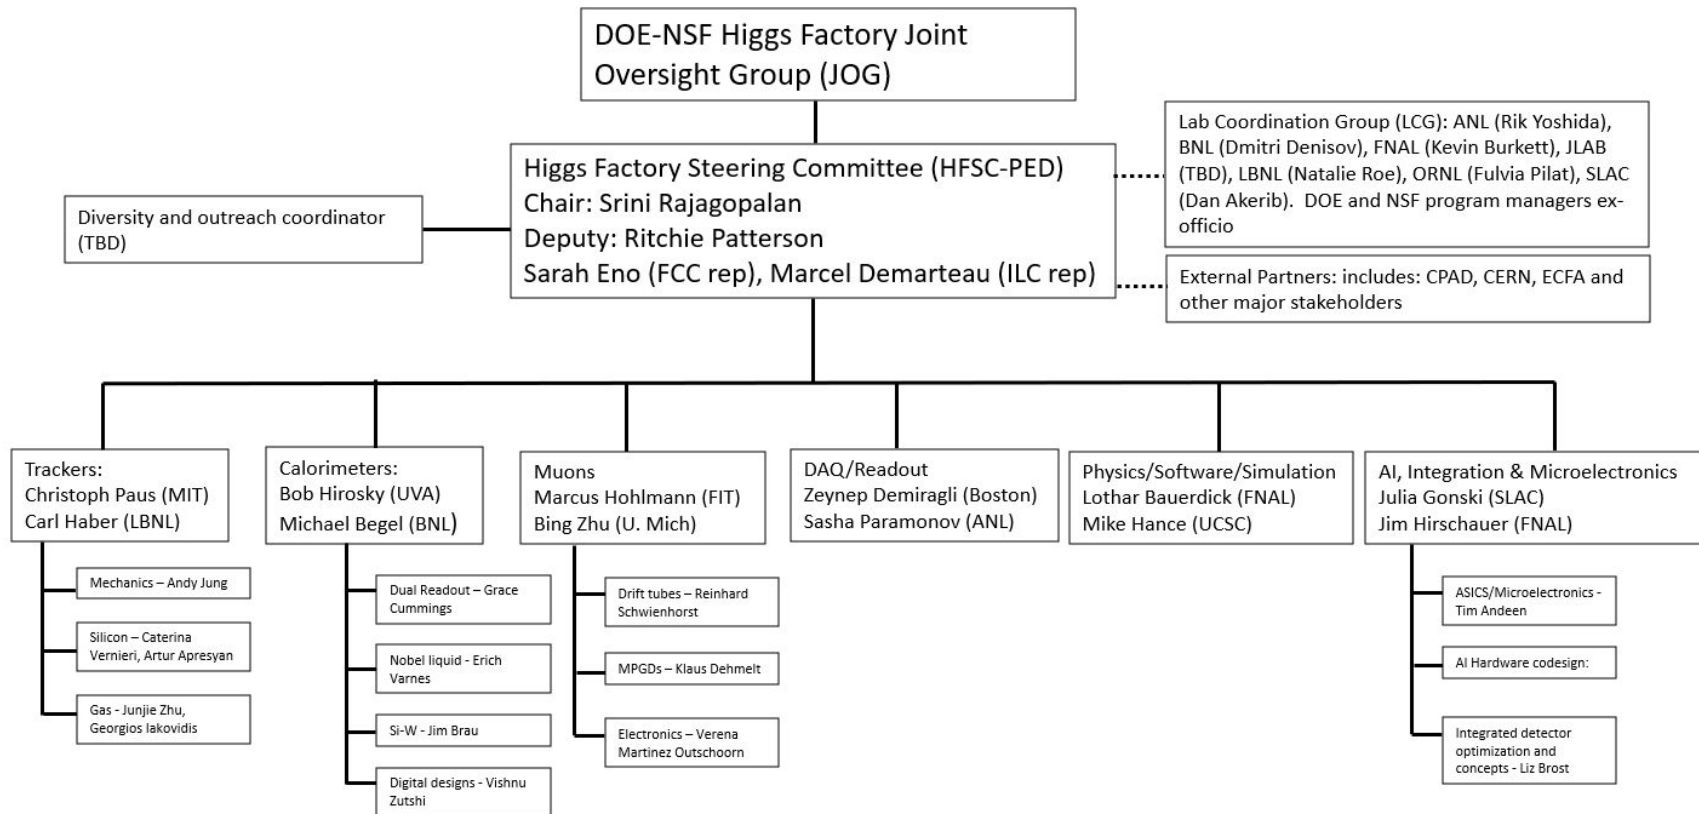 DOE-NSF Higgs Factory Joint
Oversight Group (JOG)
Lab Coordination Group (LCG): ANL (Rik Yoshida),
BNL (Dmitri Denisov), FNAL (Kevin Burkett), JLAB
(TBD), LBNL (Natalie Roe), ORNL (Fulvia Pilat), SLAC
(Dan Akerib).  DOE and NSF program managers ex-
officio
Higgs Factory Steering Committee (HFSC-PED)
Chair: Srini Rajagopalan
Deputy: Ritchie Patterson
Sarah Eno (FCC rep), Marcel Demarteau (ILC rep)
Diversity and outreach coordinator
(TBD)
External Partners: includes: CPAD, CERN, ECFA and
other major stakeholders
Trackers:
Christoph Paus (MIT)
Carl Haber (LBNL)
Mechanics – Andy Jung
Silicon – Caterina
Vernieri, Artur Apresyan
Gas - Junjie Zhu,
Georgios Iakovidis
Calorimeters:
Bob Hirosky (UVA)
Michael Begel (BNL)
Dual Readout – Grace
Cummings
Nobel liquid - Erich
Varnes
Si-W - Jim Brau
Digital designs - Vishnu
Zutshi
Muons
Marcus Hohlmann (FIT)
Bing Zhu (U. Mich)
Drift tubes – Reinhard
Schwienhorst
MPGDs – Klaus Dehmelt
Electronics – Verena
Martinez Outschoorn
DAQ/Readout
Zeynep Demiragli (Boston)
Sasha Paramonov (ANL)
Physics/Software/Simulation
Lothar Bauerdick (FNAL)
Mike Hance (UCSC)
AI, Integration & Microelectronics
Julia Gonski (SLAC)
Jim Hirschauer (FNAL)
ASICS/Microelectronics -
Tim Andeen
AI Hardware codesign:
Integrated detector
optimization and
concepts - Liz Brost